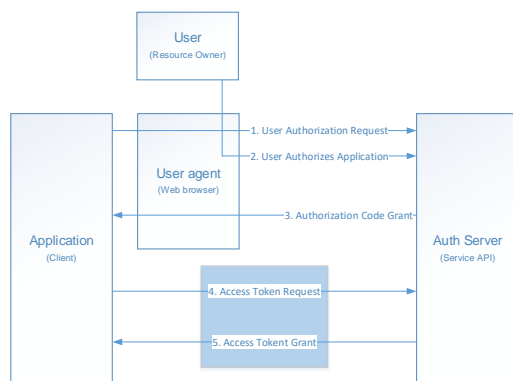 User
(Resource Owner)
1. User Authorization Request
2. User Authorizes Application
User agent
(Web browser)
3. Authorization Code Grant
Application
(Client)
Auth Server
(Service API)
4. Access Token Request
5. Access Tokent Grant